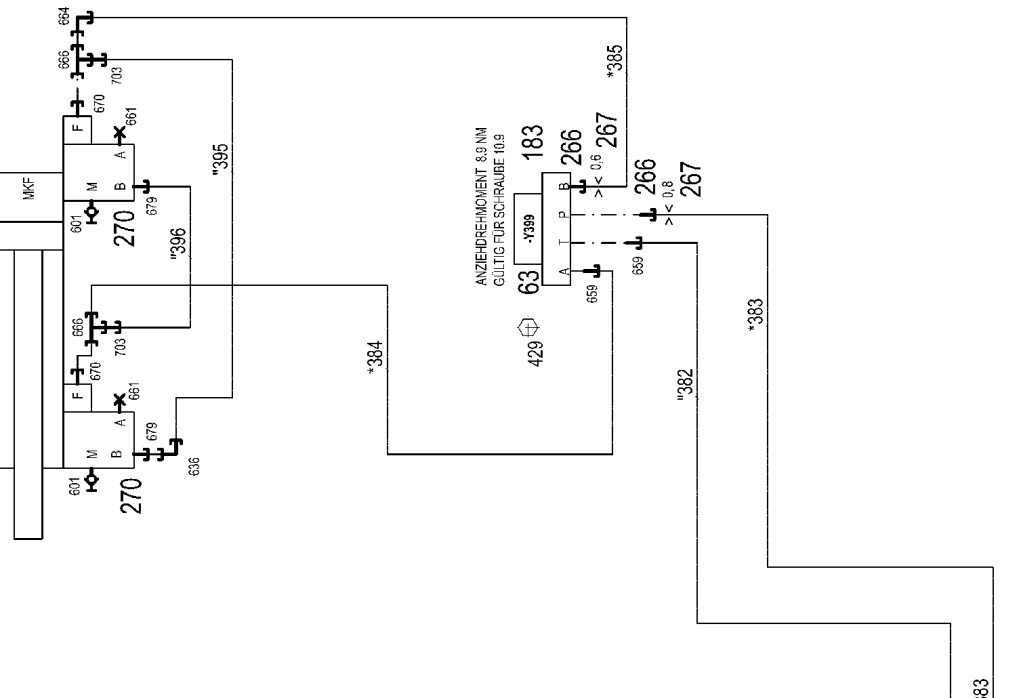 664
666
703
670
F
661
A
MKF
M
B
601
679
270
"395
"396
666
703
670
F
661
A
M
B
679
601
270
636
*384
*385
ANZIEHDREHMOMENT 8.9 NM
GÜLTIG FÜR SCHRAUBE 10.9
183
266
267
0,6
-Y399
B
P
T
A
63
266
267
0,8
659
659
429
*383
"382
383